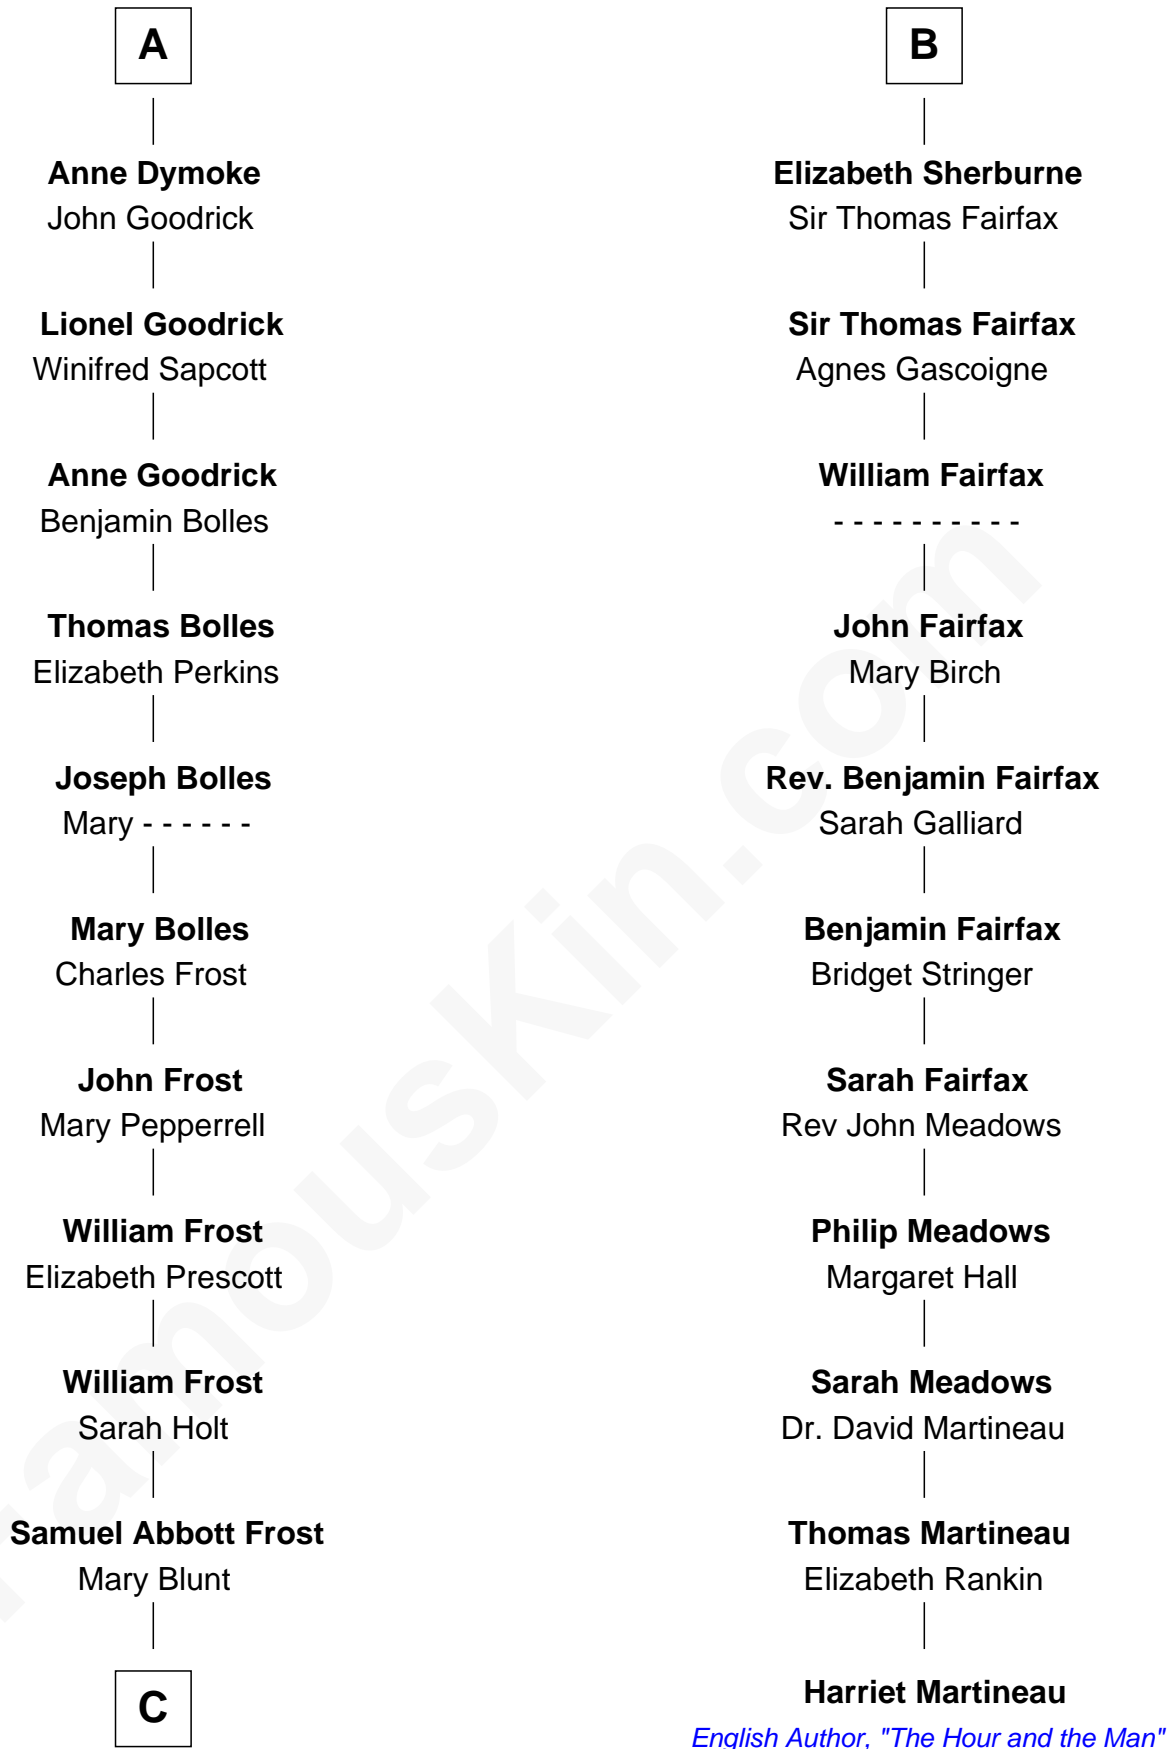 A
Anne Dymoke
John Goodrick
Lionel Goodrick
Winifred Sapcott
Anne Goodrick
Benjamin Bolles
Thomas Bolles
Elizabeth Perkins
Joseph Bolles
Mary - - - - - -
Mary Bolles
Charles Frost
John Frost
Mary Pepperrell
William Frost
Elizabeth Prescott
William Frost
Sarah Holt
Samuel Abbott Frost
Mary Blunt
C
B
Elizabeth Sherburne
Sir Thomas Fairfax
Sir Thomas Fairfax
Agnes Gascoigne
William Fairfax
- - - - - - - - - -
John Fairfax
Mary Birch
Rev. Benjamin Fairfax
Sarah Galliard
Benjamin Fairfax
Bridget Stringer
Sarah Fairfax
Rev John Meadows
Philip Meadows
Margaret Hall
Sarah Meadows
Dr. David Martineau
Thomas Martineau
Elizabeth Rankin
Harriet Martineau
English Author, "The Hour and the Man"
FamousKin.com